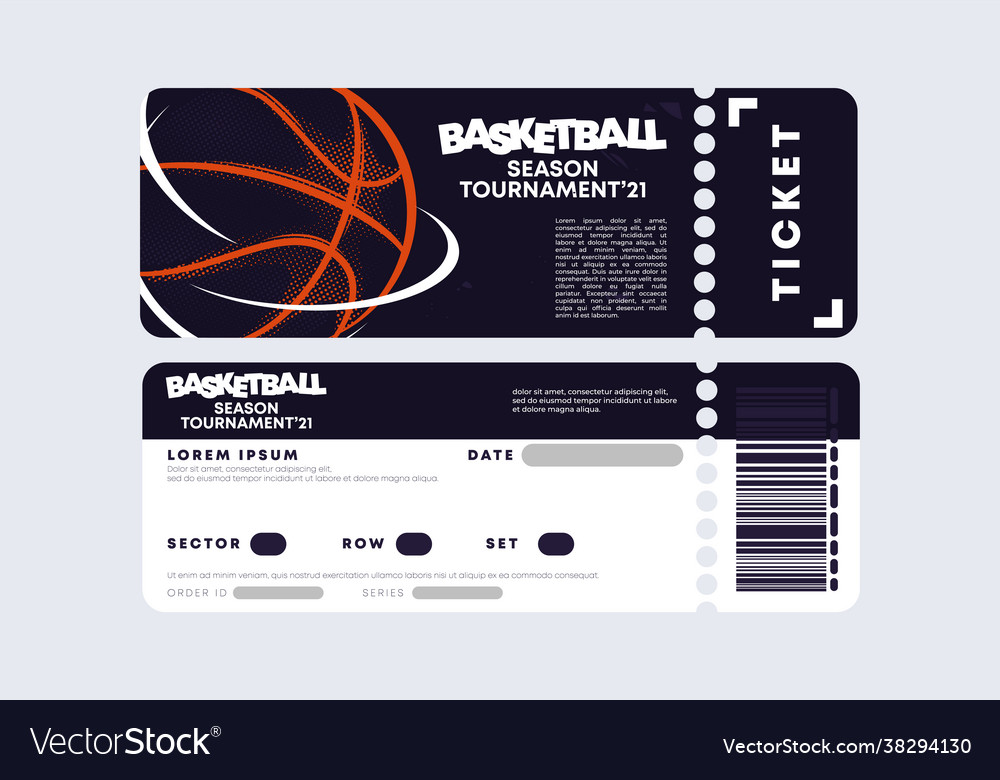 BASKETBALL
SEASON
TOURNAMENT'21
Lorem ipsum dolor sit amet,
consectetur adipiscing elit, sed do
eiusmod tempor incididunt ut
labore et dolore magna aliqua. Ut
enim ad minim veniam, quis
nostrud exercitation ullamco laboris
nisi ut aliquip ex ea commodo
consequat. Duis aute irure dolor in
reprehenderit in voluptate velit esse
cillum dolore eu fugiat nulla
pariatur. Excepteur sint occaecat
cupidatat non proident, sunt in
culpa qui officia deserunt mollit
anim id est laborum.
TICKET
BASKETBALL
SEASON
TOURNAMENT'21
dolor sit amet, consectetur adipiscing elit,
sed do eiusmod tempor incididunt ut labore
et dolore magna aliqua.
LOREM IPSUM
Dolor sit amet, consectetur adipiscing elit,
sed do eiusmod tempor incididunt ut labore et dolore magna aliqua.
DATE
SECTOR
ROW
SET
Ut enim ad minim veniam, quis nostrud exercitation ullamco laboris nisi ut aliquip ex ea commodo consequat.
ORDER ID
SERIES
VectorStock®
VectorStock.com/38294130